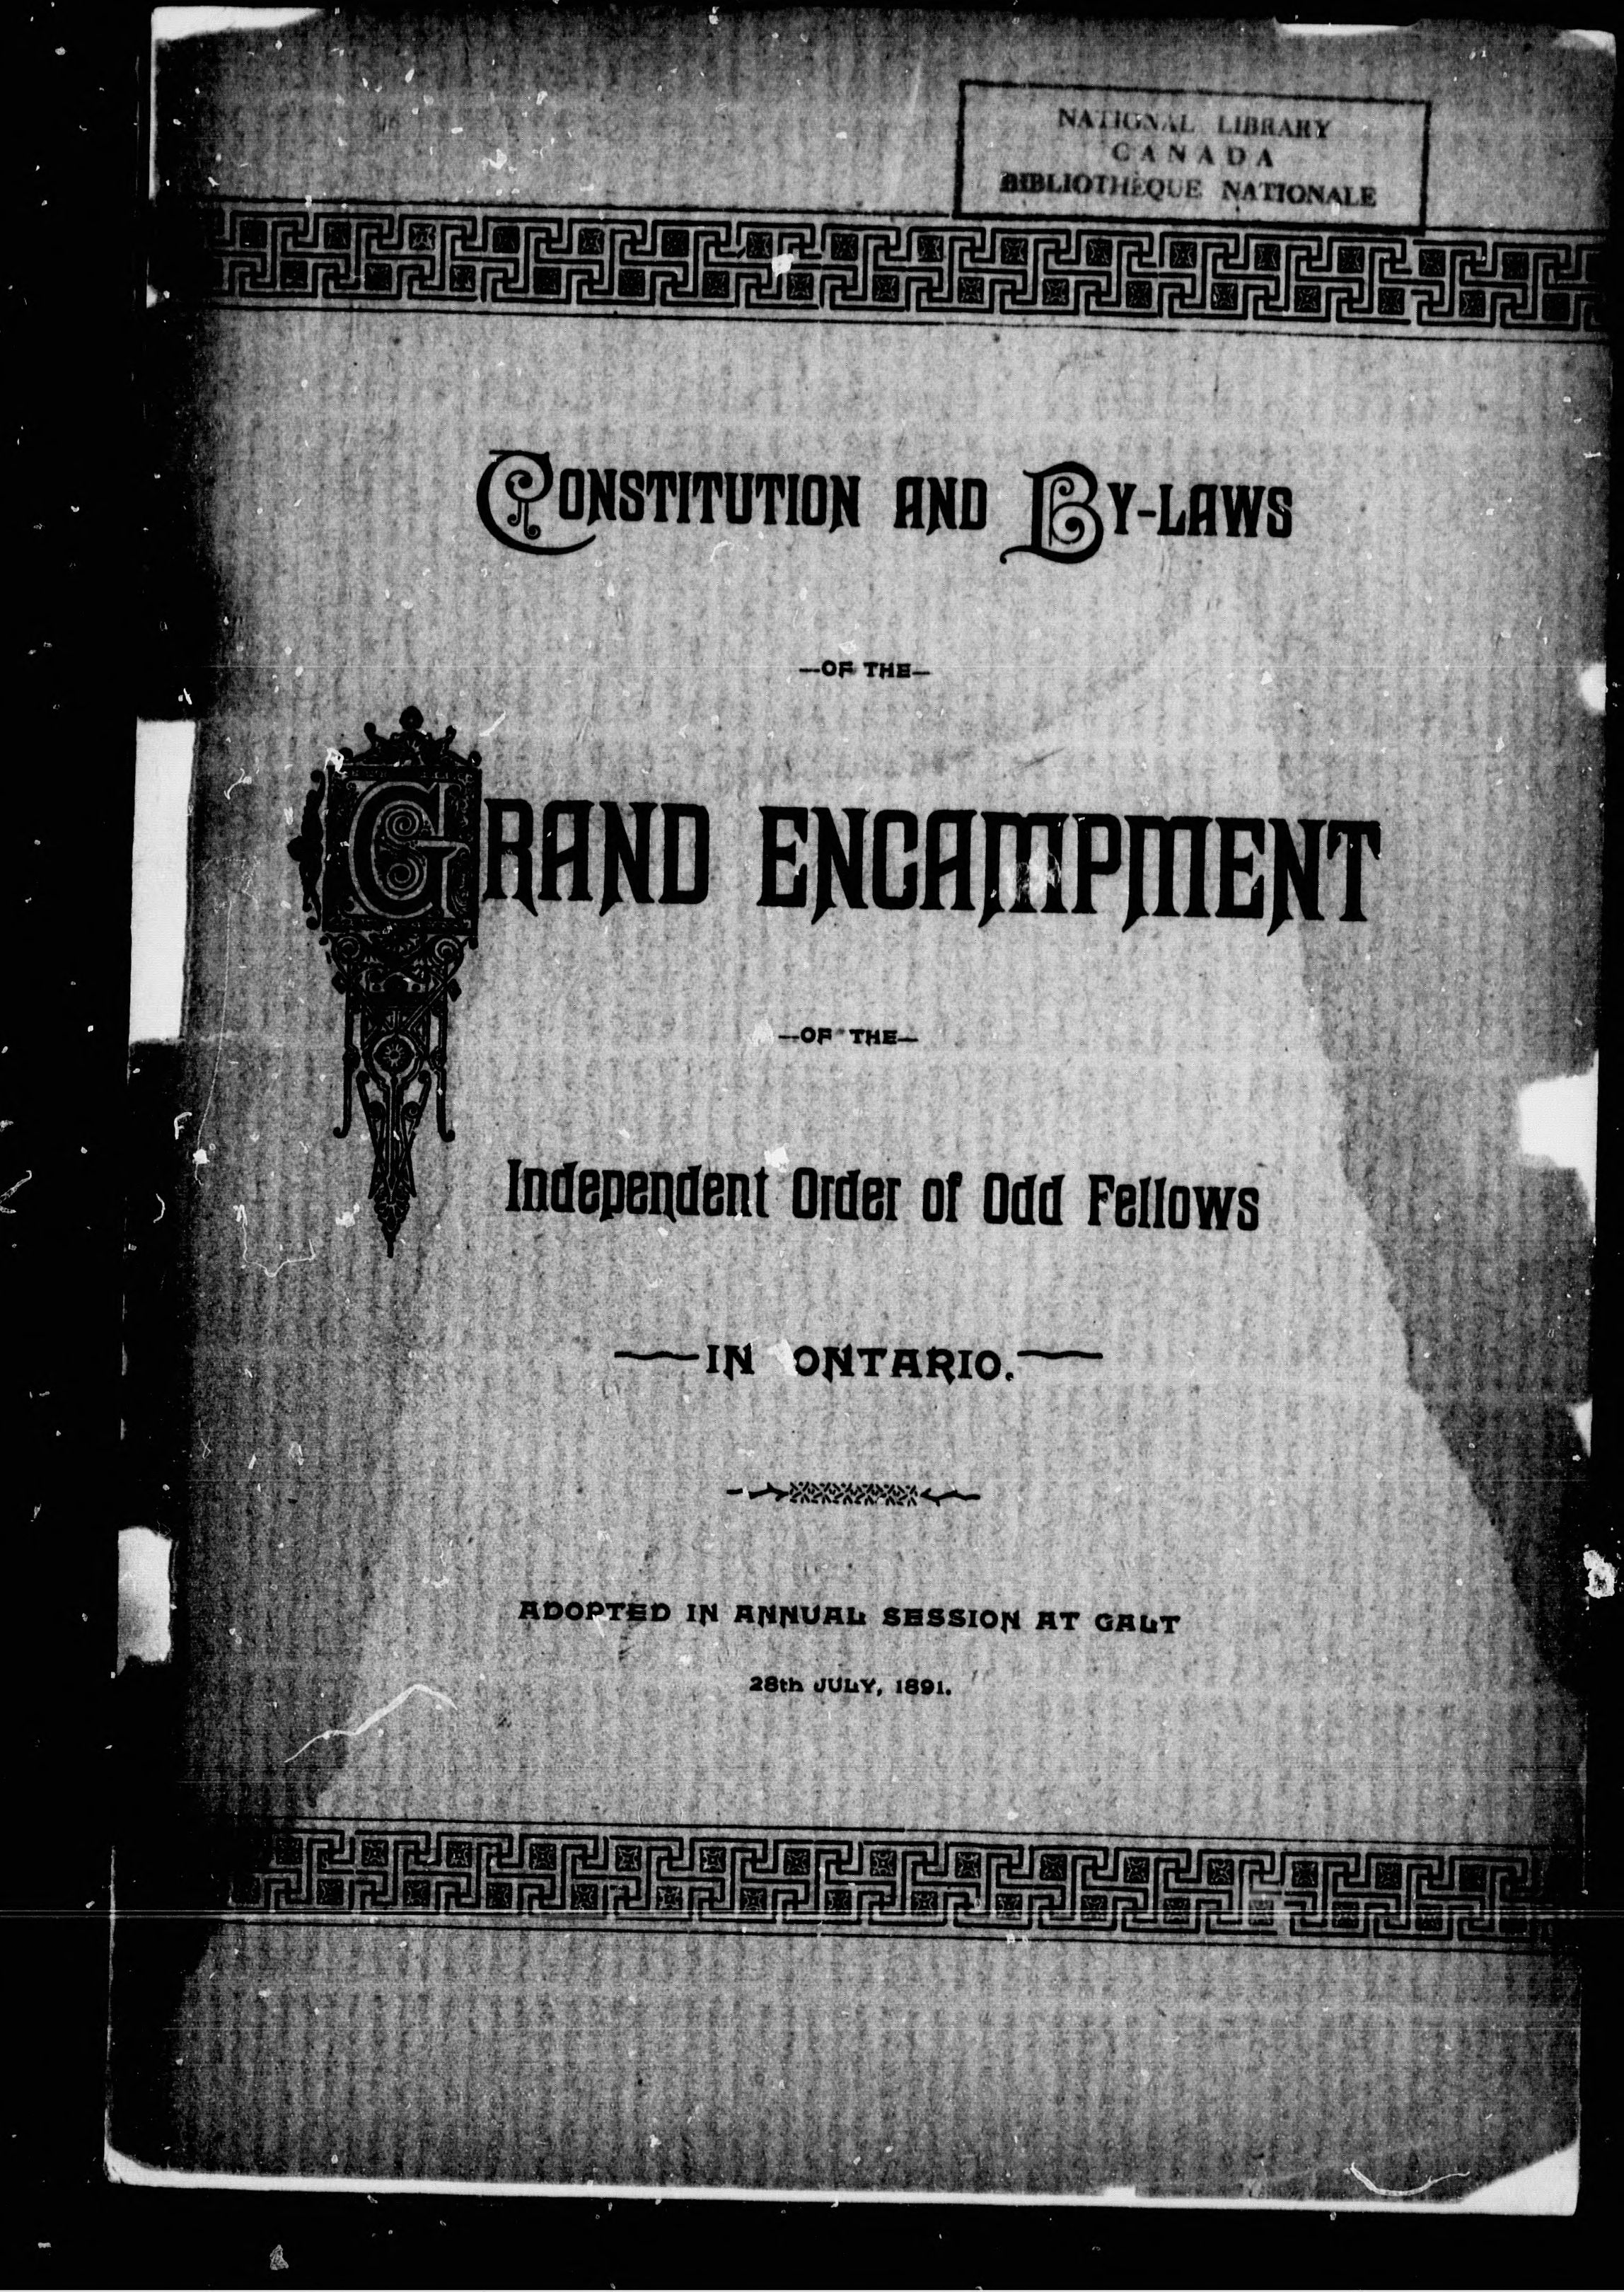 NATIONAL LIBRARY
CANADA
BIBLIOTHÈQUE NATIONALE
CONSTITUTION AND BY-LAWS
—OF THE—
GRAND ENCAMPMENT
—OF THE—
Independent Order of Odd Fellows
IN ONTARIO.
ADOPTED IN ANNUAL SESSION AT GALT
28th JULY, 1891.